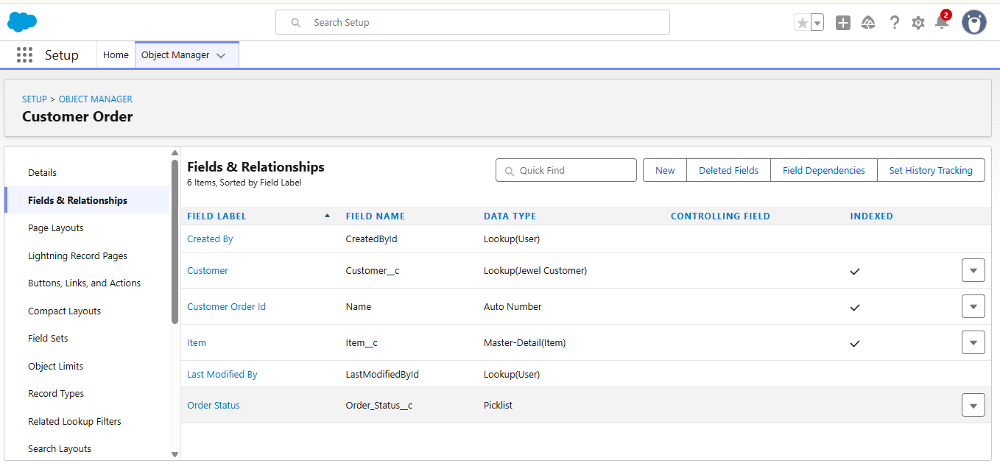 Search Setup
2
Setup
Home
Object Manager
SETUP > OBJECT MANAGER
Customer Order
Details
Fields & Relationships
Page Layouts
Lightning Record Pages
Buttons, Links, and Actions
Compact Layouts
Field Sets
Object Limits
Record Types
Related Lookup Filters
Search Layouts
Fields & Relationships
6 Items, Sorted by Field Label
Quick Find
New
Deleted Fields
Field Dependencies
Set History Tracking
FIELD LABEL FIELD NAME DATA TYPE CONTROLLING FIELD INDEXED
Created By CreatedById Lookup(User)
Customer Customer__c Lookup(Jewel Customer)
Customer Order Id Name Auto Number
Item Item__c Master-Detail(Item)
Last Modified By LastModifiedById Lookup(User)
Order Status Order_Status__c Picklist